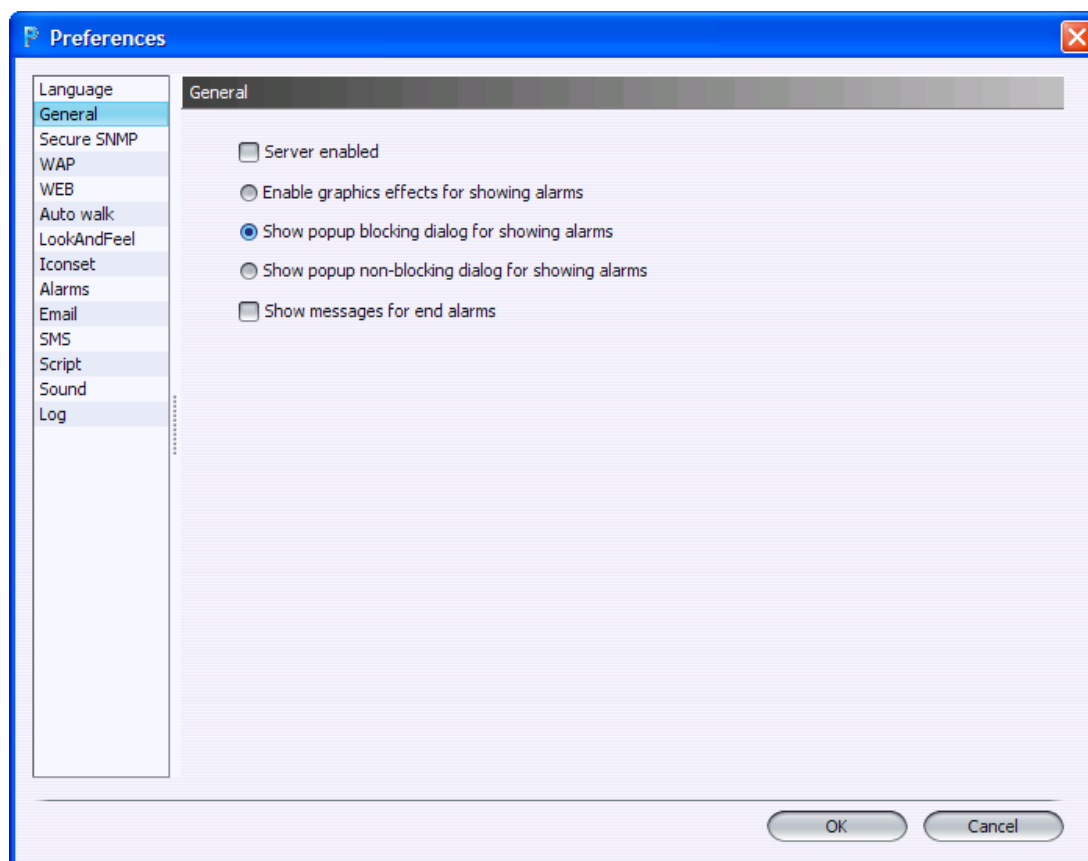 Preferences
Language
General
Secure SNMP
WAP
WEB
Auto walk
LookAndFeel
Iconset
Alarms
Email
SMS
Script
Sound
Log
General
Server enabled
Enable graphics effects for showing alarms
Show popup blocking dialog for showing alarms
Show popup non-blocking dialog for showing alarms
Show messages for end alarms
OK
Cancel